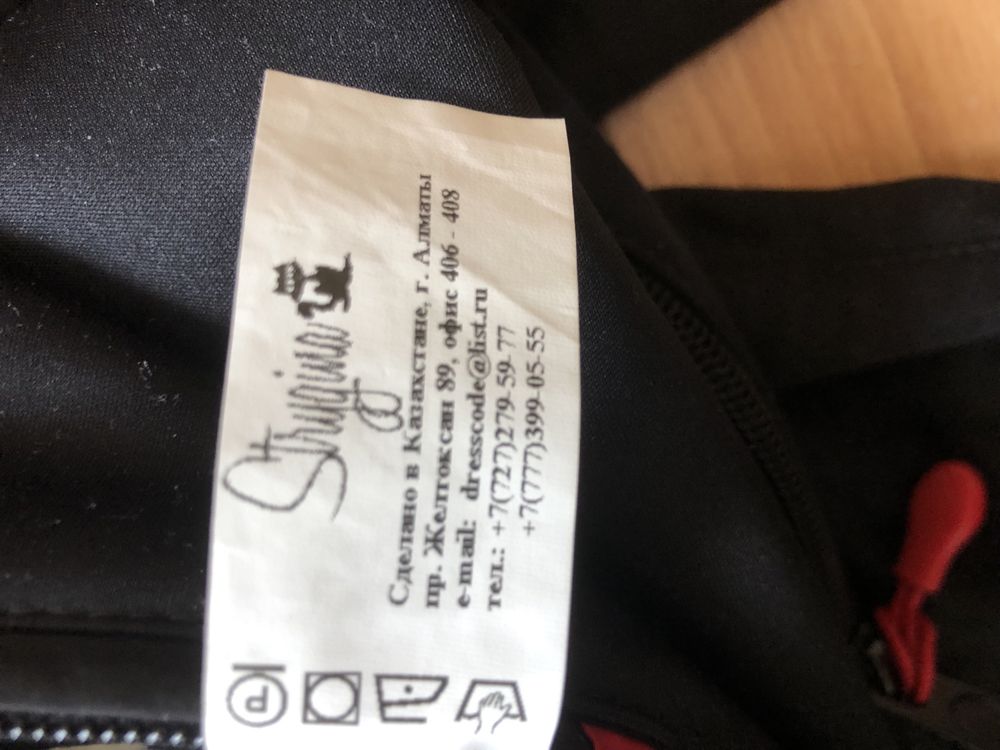 Strugina
Сделано в Казахстане, г. Алматы
пр. Желтоксан 89, офис 406 - 408
e-mail: dresscode@list.ru
тел.: +7(727)279-59-77
+7(777)399-05-55
P